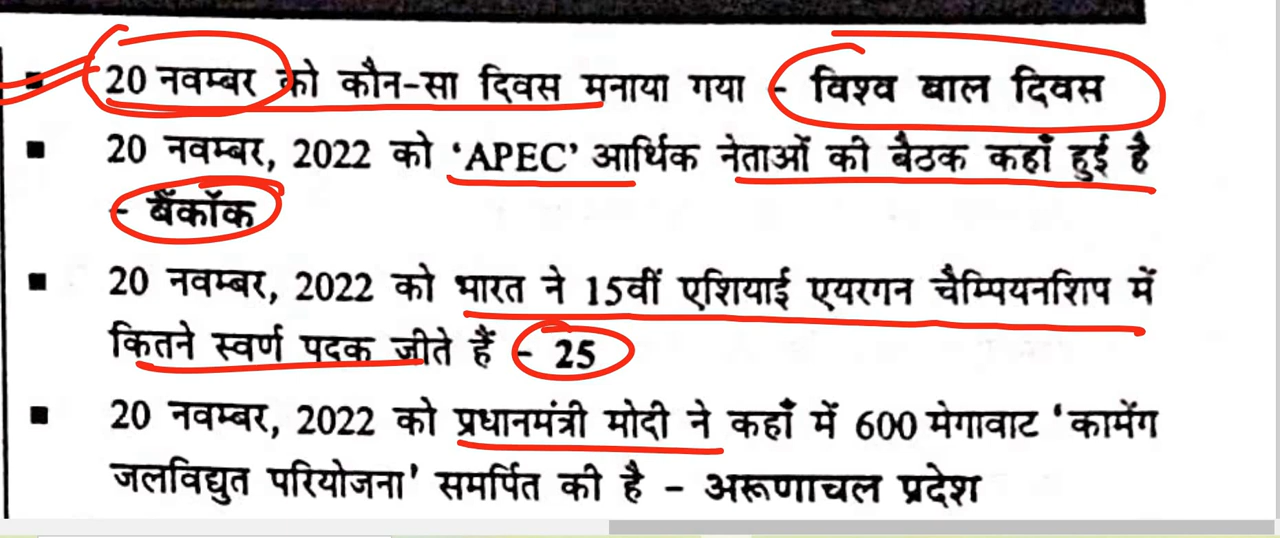 ▪ 20 नवम्बर को कौन-सा दिवस मनाया गया - विश्व बाल दिवस
▪ 20 नवम्बर, 2022 को ‘APEC’ आर्थिक नेताओं की बैठक कहाँ हुई है
- बैंकॉक
▪ 20 नवम्बर, 2022 को भारत ने 15वीं एशियाई एयरगन चैम्पियनशिप में
कितने स्वर्ण पदक जीते हैं - 25
▪ 20 नवम्बर, 2022 को प्रधानमंत्री मोदी ने कहाँ में 600 मेगावाट ‘कामेंग
जलविद्युत परियोजना’ समर्पित की है - अरूणाचल प्रदेश